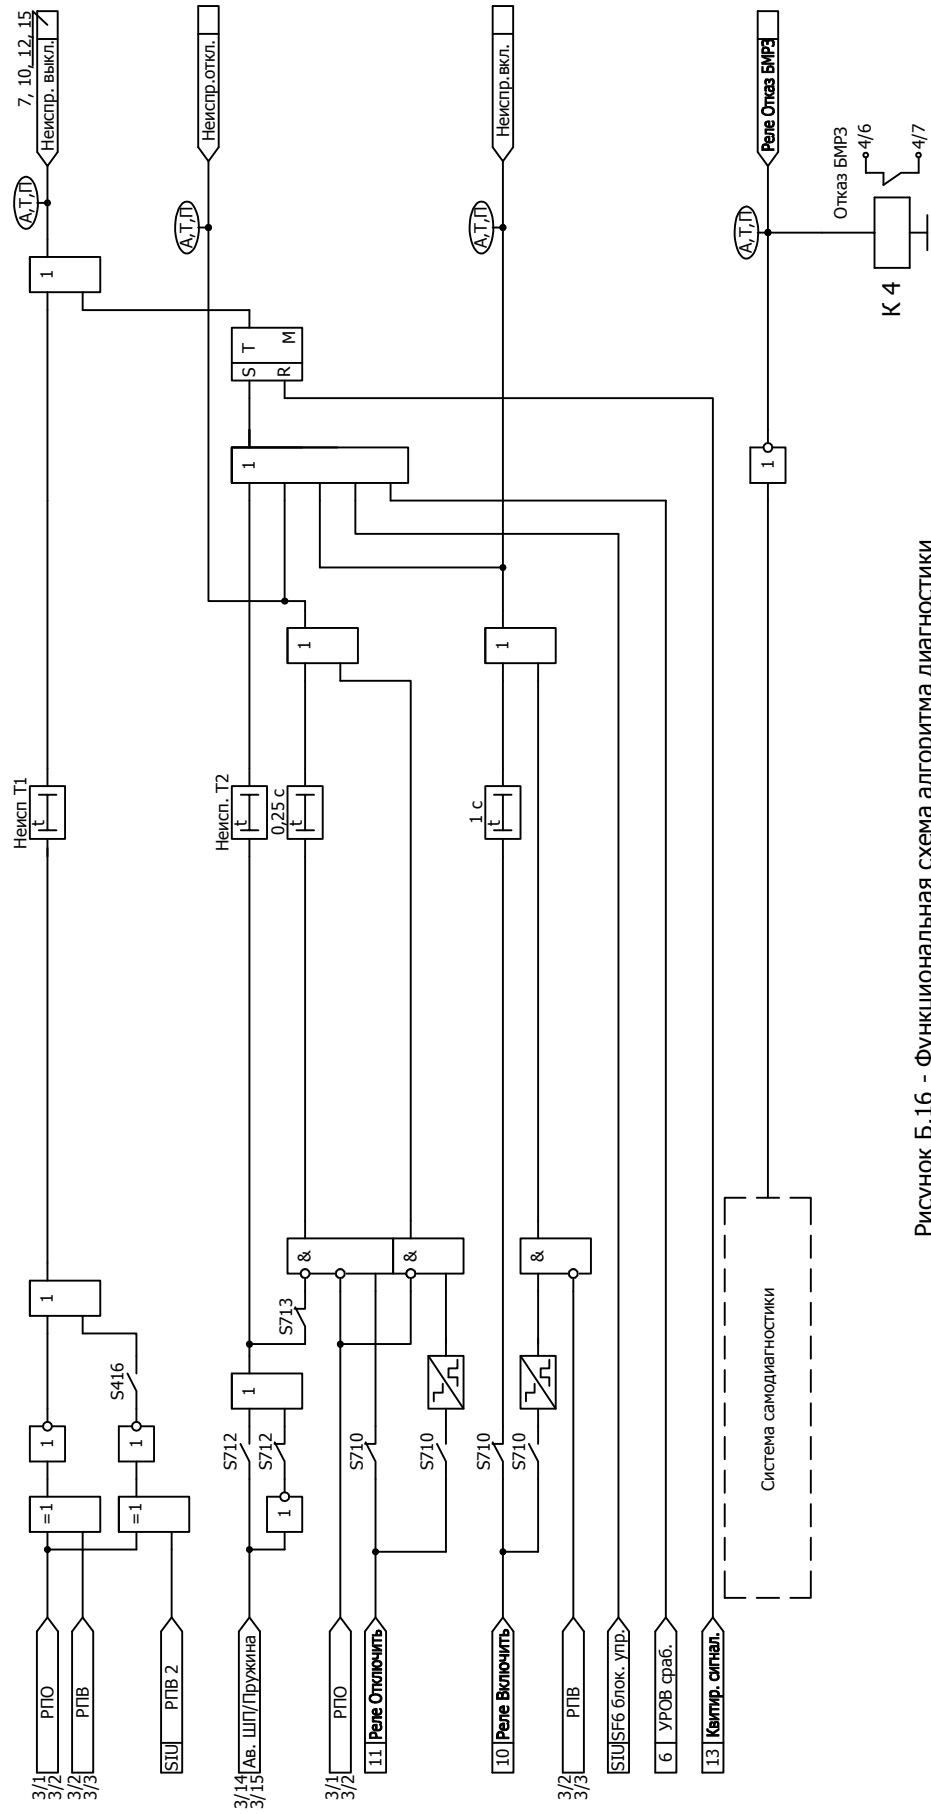 7, 10, 12, 15
Неиспр. выкл.
А,Т,П
1
Неисп Т1
t
1
S416
1
1
=1
=1
РПО
3/1
3/2
РПВ
3/2
3/3
SIU
РПВ 2
Неиспр.откл.
А,Т,П
S
T
R
M
1
1
Неисп. Т2
t
0,25 с
t
&
&
S713
1
S712
S712
1
S710
S710
Ав. ШП/Пружина
3/14
3/15
РПО
3/1
3/2
11
Реле Отключить
Неиспр.вкл.
А,Т,П
1
1 с
t
&
S710
S710
10
Реле Включить
РПВ
3/2
3/3
SIU
SF6 блок. упр.
6
УРОВ сраб.
13
Квитир. сигнал.
Реле Отказ БМРЗ
А,Т,П
Отказ БМРЗ
4/6
4/7
К 4
1
Система самодиагностики
Рисунок Б.16 - Функциональная схема алгоритма диагностики